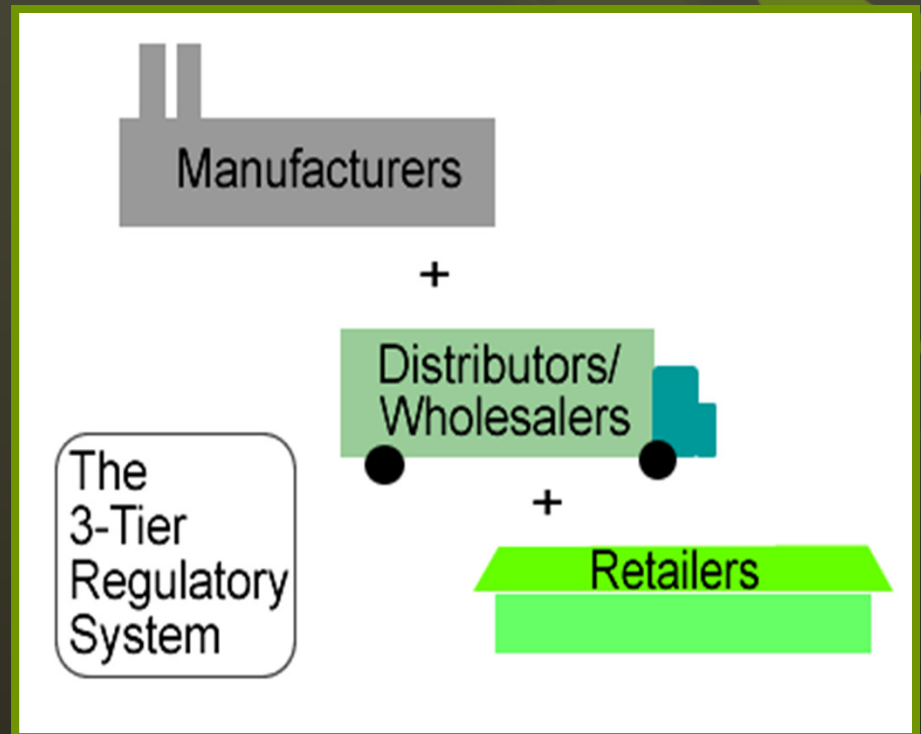 Manufacturers
+
Distributors/
Wholesalers
+
Retailers
The
3-Tier
Regulatory
System